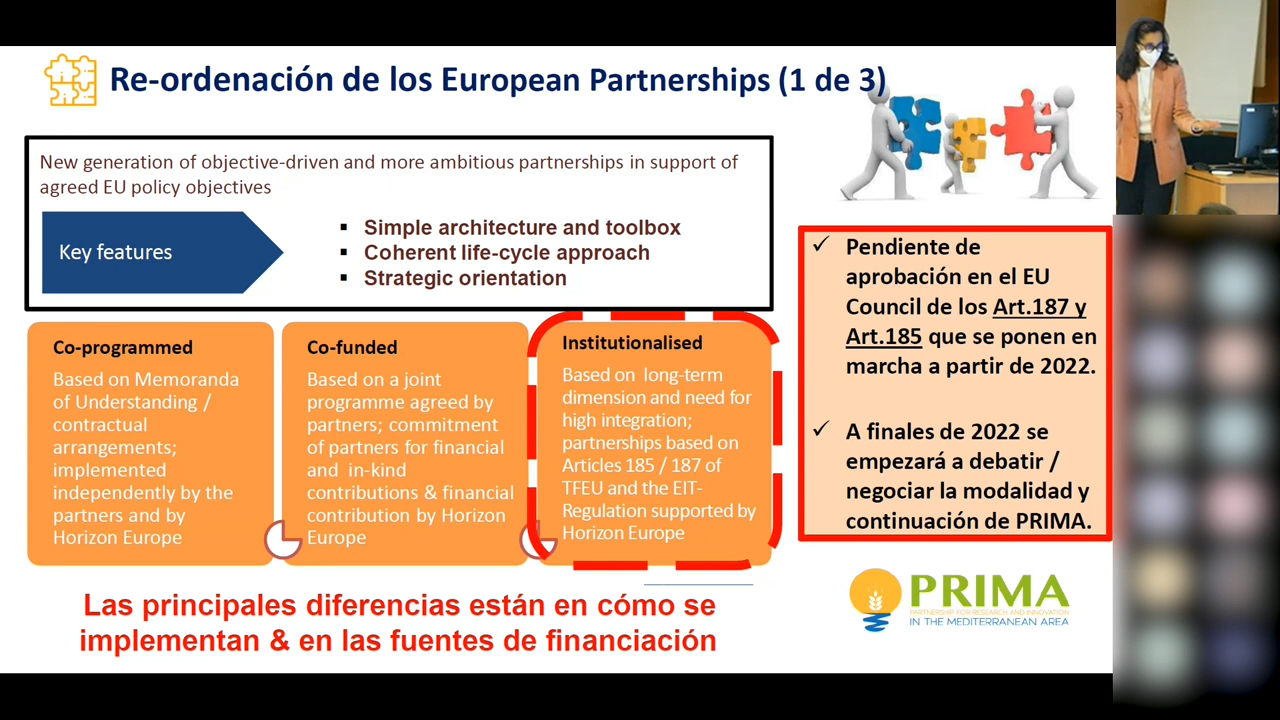 Re-ordenación de los European Partnerships (1 de 3)
New generation of objective-driven and more ambitious partnerships in support of
agreed EU policy objectives
Key features
▪ Simple architecture and toolbox
▪ Coherent life-cycle approach
▪ Strategic orientation
Co-programmed
Based on Memoranda
of Understanding /
contractual
arrangements;
implemented
independently by the
partners and by
Horizon Europe
Co-funded
Based on a joint
programme agreed by
partners; commitment
of partners for financial
and in-kind
contributions & financial
contribution by Horizon
Europe
Institutionalised
Based on long-term
dimension and need for
high integration;
partnerships based on
Articles 185 / 187 of
TFEU and the EIT-
Regulation supported by
Horizon Europe
✓ Pendiente de
aprobación en el EU
Council de los Art.187 y
Art.185 que se ponen en
marcha a partir de 2022.
✓ A finales de 2022 se
empezará a debatir /
negociar la modalidad y
continuación de PRIMA.
Las principales diferencias están en cómo se
implementan & en las fuentes de financiación
PRIMA
PARTNERSHIP FOR RESEARCH AND INNOVATION
IN THE MEDITERRANEAN AREA